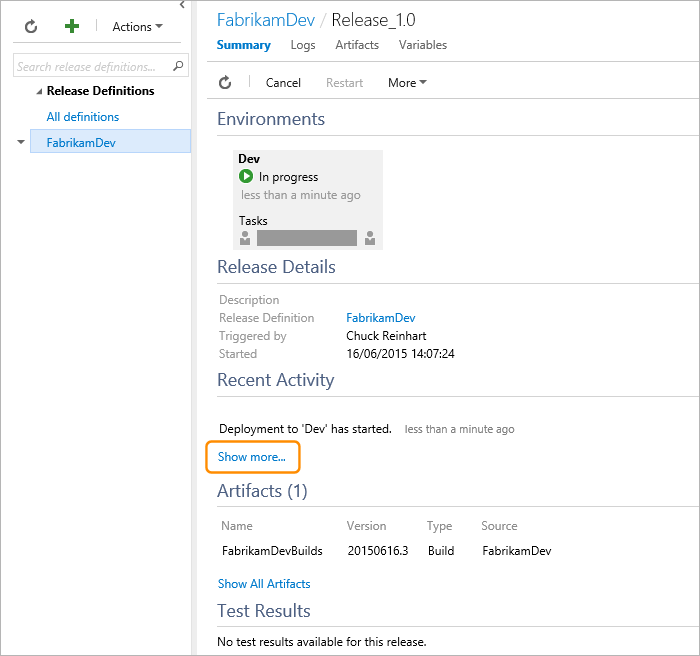 Actions
Search release definitions...
Release Definitions
All definitions
FabrikamDev
FabrikamDev / Release_1.0
Summary Logs Artifacts Variables
Cancel Restart More
Environments
Dev
In progress
less than a minute ago
Tasks
Release Details
Description
Release Definition FabrikamDev
Triggered by Chuck Reinhart
Started 16/06/2015 14:07:24
Recent Activity
Deployment to 'Dev' has started. less than a minute ago
Show more...
Artifacts (1)
Name Version Type Source
FabrikamDevBuilds 20150616.3 Build FabrikamDev
Show All Artifacts
Test Results
No test results available for this release.